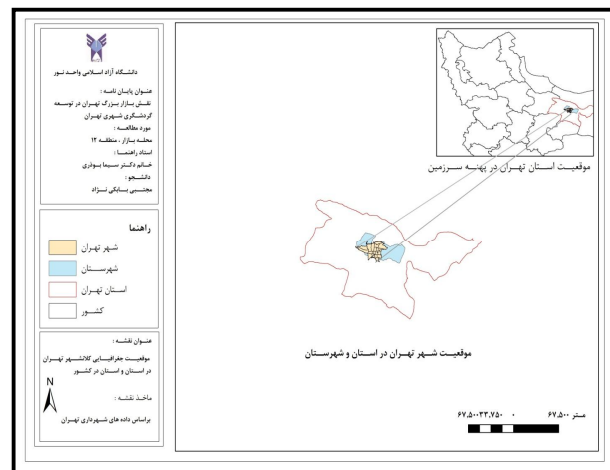 دانشگاه آزاد اسلامی واحد نور
عنوان پایان نامه :
نقش بازار بزرگ تهران در توسعه
گردشگری شهری تهران
مورد مطالعه :
محله بازار ، منطقه ۱۲
استاد راهنما :
خانم دکتر سیما بوذری
دانشجو :
مجتبی بابکی نژاد
راهنما
شهر تهران
شهرستان
استان تهران
کشور
عنوان نقشه :
موقعیت جغرافیایی کلانشهر تهران
در استان و استان در کشور
N
ماخذ نقشه :
براساس داده های شهرداری تهران
موقعیت استان تهران در پهنه سرزمین
موقعیت شهر تهران در استان و شهرستان
۶۷,۵۰۰۳۳,۷۵۰ ۰ ۶۷,۵۰۰ متر